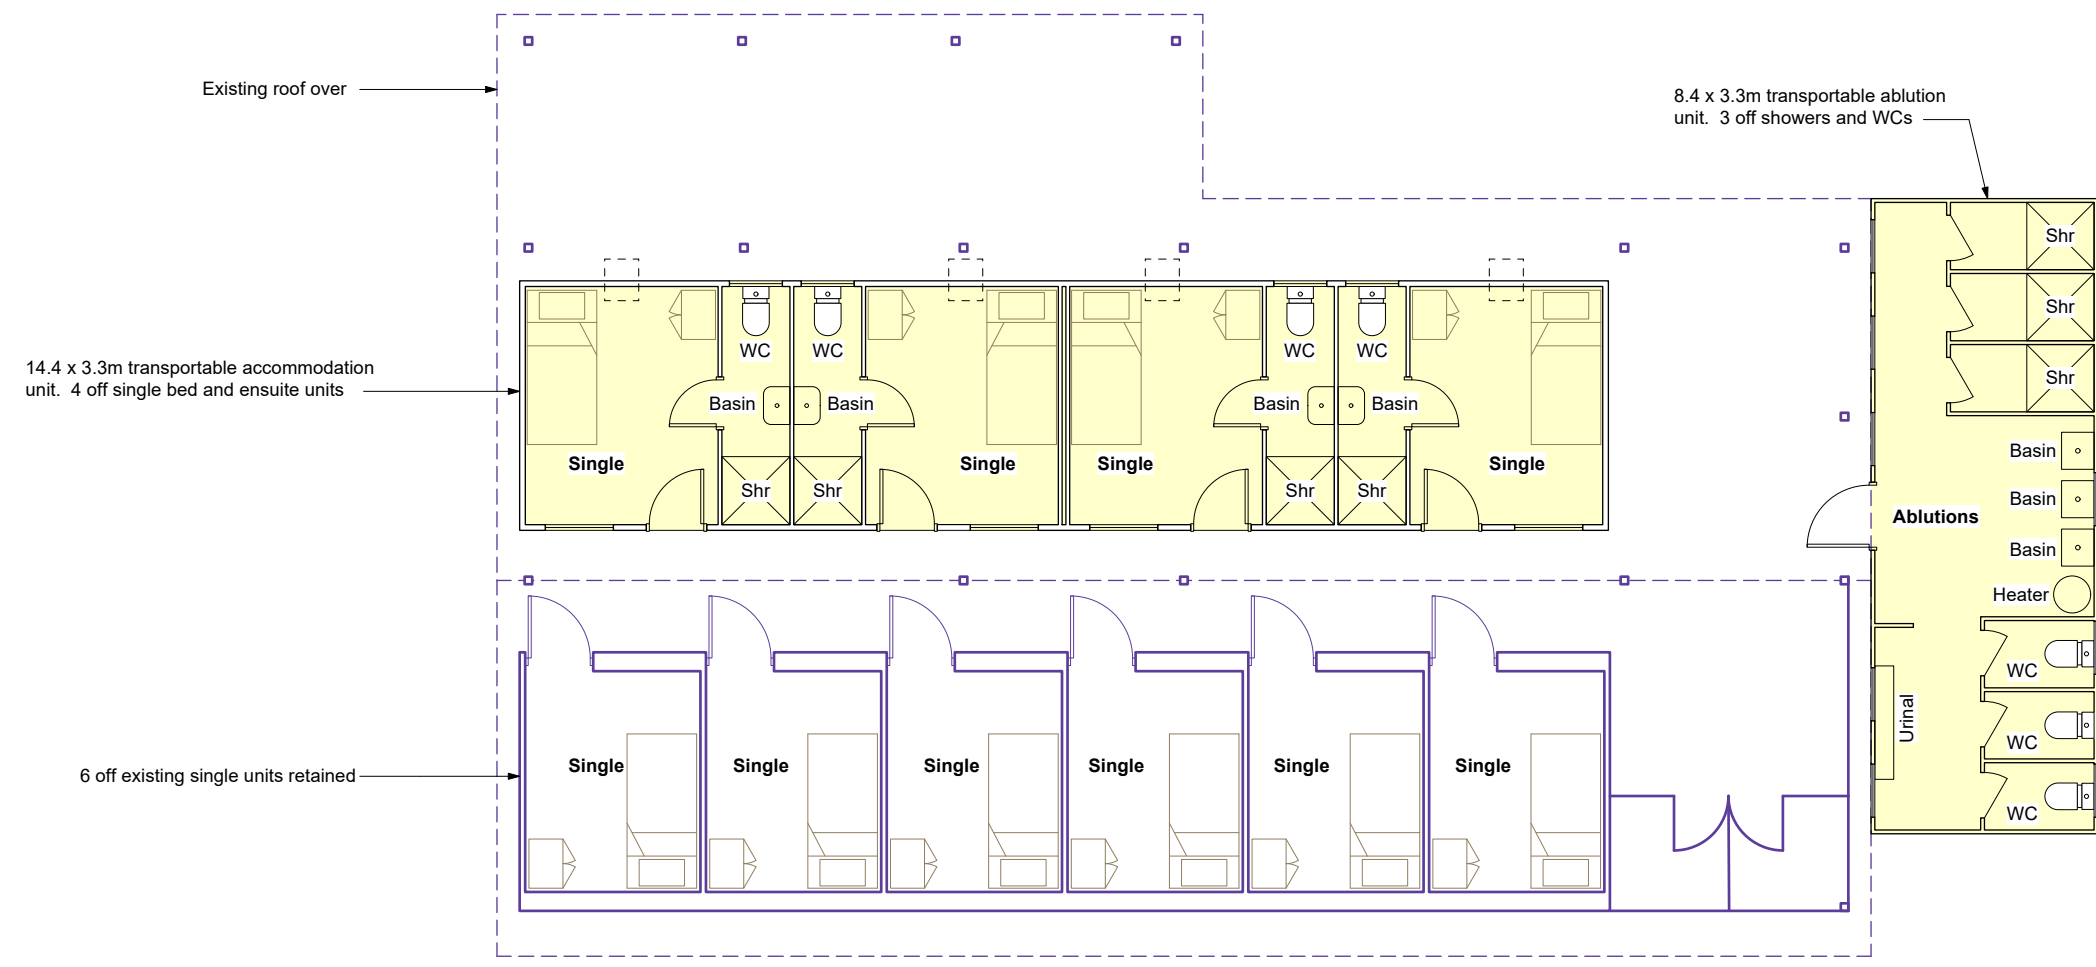 Existing roof over
8.4 x 3.3m transportable ablution
unit.  3 off showers and WCs
Shr
Shr
Shr
14.4 x 3.3m transportable accommodation
unit.  4 off single bed and ensuite units
WC
WC
WC
WC
Basin
Basin
Basin
Basin
Single
Single
Single
Single
Shr
Shr
Shr
Shr
Basin
Basin
Ablutions
Basin
Heater
WC
Urinal
WC
WC
6 off existing single units retained
Single
Single
Single
Single
Single
Single